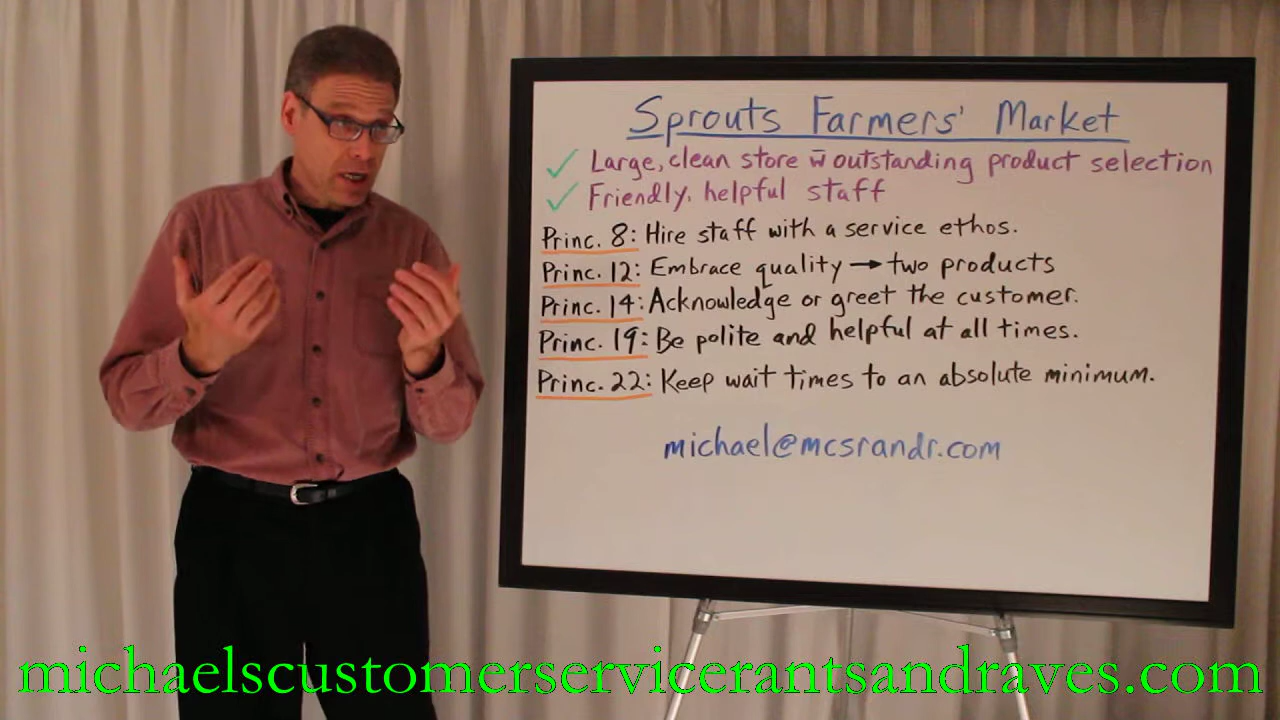 Sprouts Farmers' Market
✓ Large, clean store w̄ outstanding product selection
✓ Friendly, helpful staff
Princ. 8: Hire staff with a service ethos.
Princ. 12: Embrace quality → two products
Princ. 14: Acknowledge or greet the customer.
Princ. 19: Be polite and helpful at all times.
Princ. 22: Keep wait times to an absolute minimum.
michael@mcsrandr.com
michaelscustomerservicerantsandraves.com